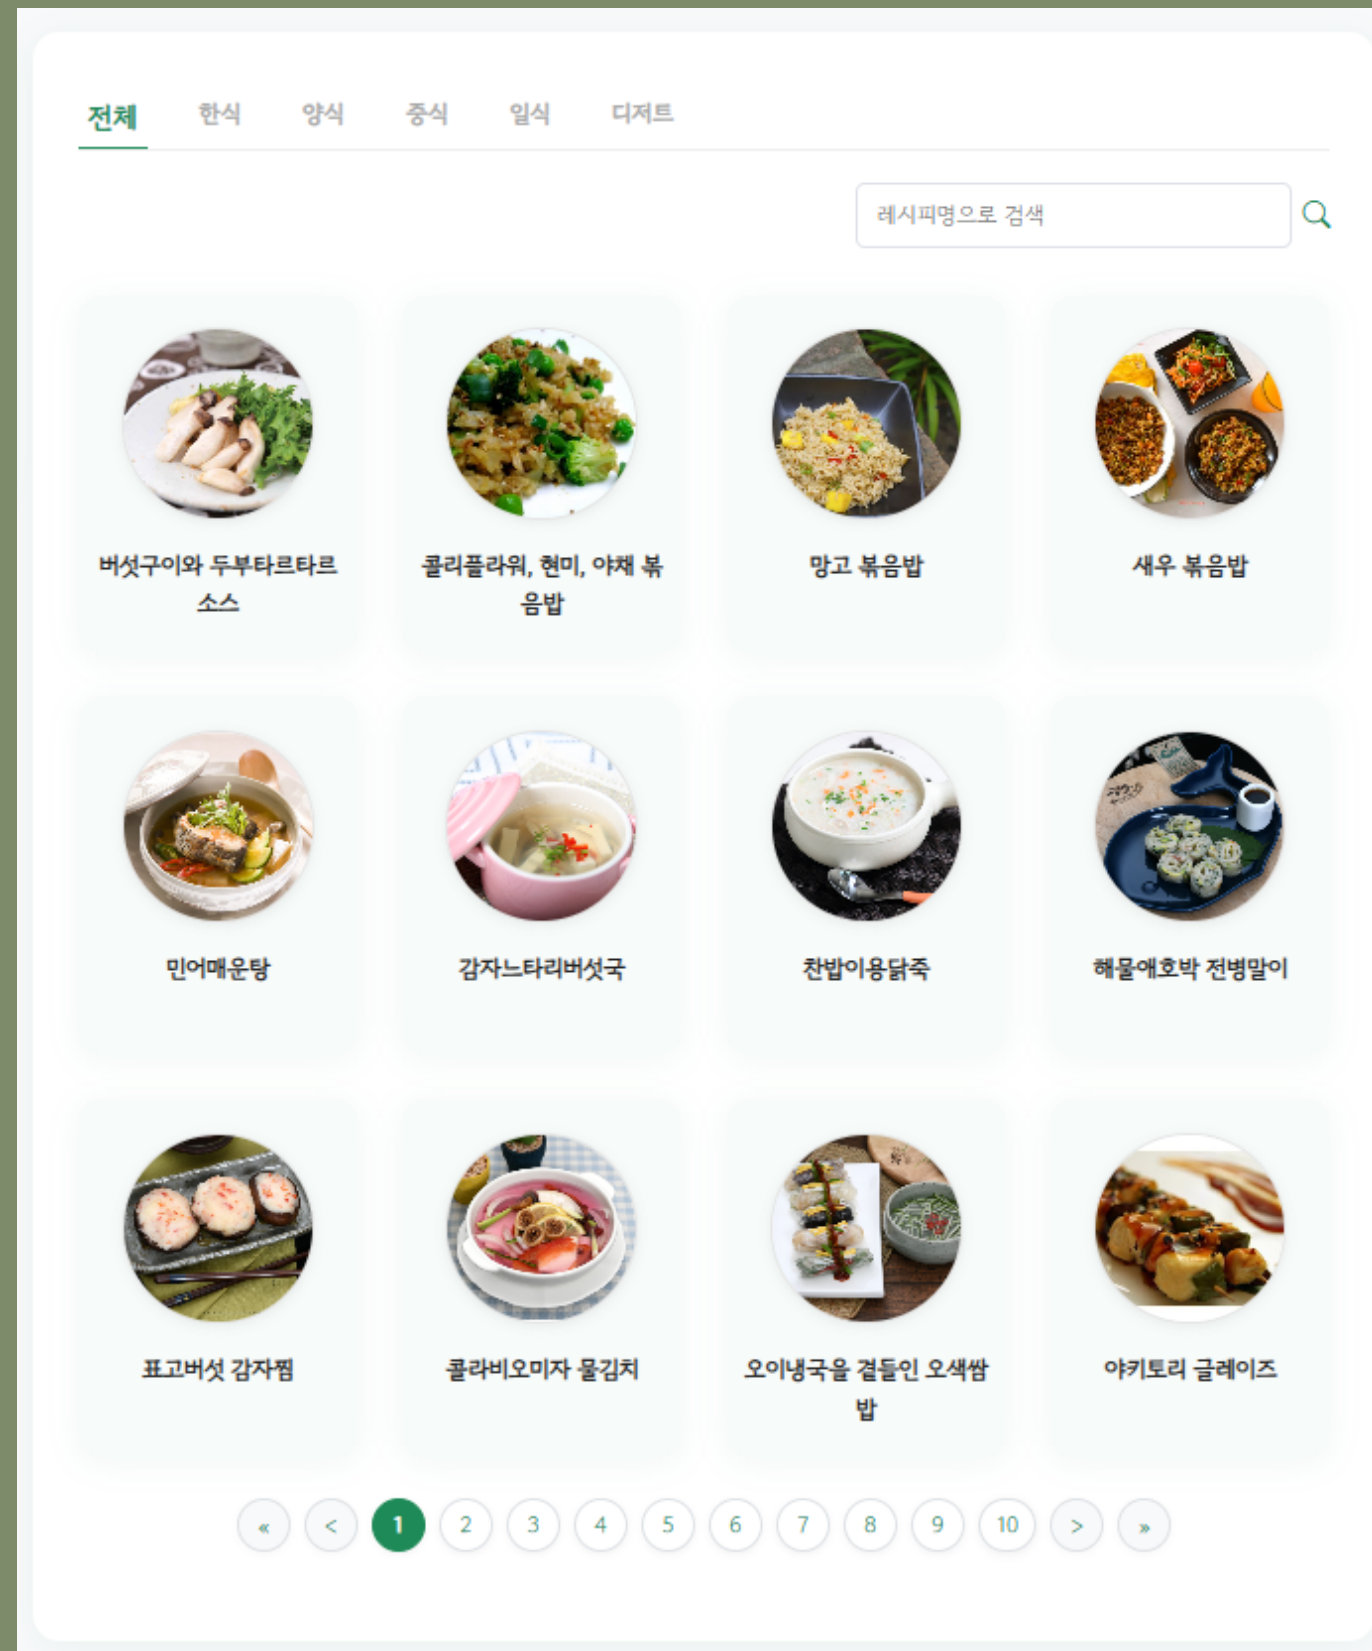 전체 한식 양식 중식 일식 디저트
레시피명으로 검색
버섯구이와 두부타르타르
소스
콜리플라워, 현미, 야채 볶
음밥
망고 볶음밥
새우 볶음밥
민어매운탕
감자느타리버섯국
찬밥이용닭죽
해물애호박 전병말이
표고버섯 감자찜
콜라비오미자 물김치
오이냉국을 곁들인 오색쌈
밥
야키토리 글레이즈
« < 1 2 3 4 5 6 7 8 9 10 > »